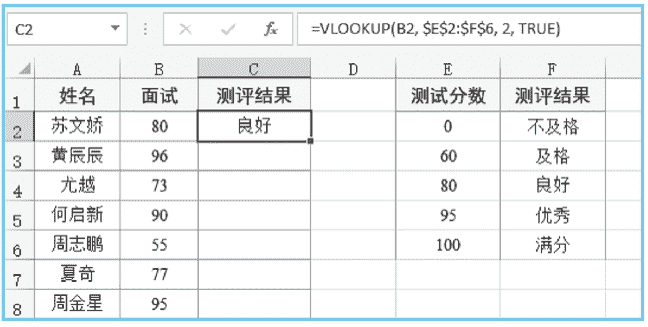 C2 =VLOOKUP(B2, $E$2:$F$6, 2, TRUE)
A B C D E F
1 姓名 面试 测评结果 测试分数 测评结果
2 苏文娇 80 良好 0 不及格
3 黄辰辰 96 60 及格
4 尤越 73 80 良好
5 何启新 90 95 优秀
6 周志鹏 55 100 满分
7 夏奇 77
8 周金星 95